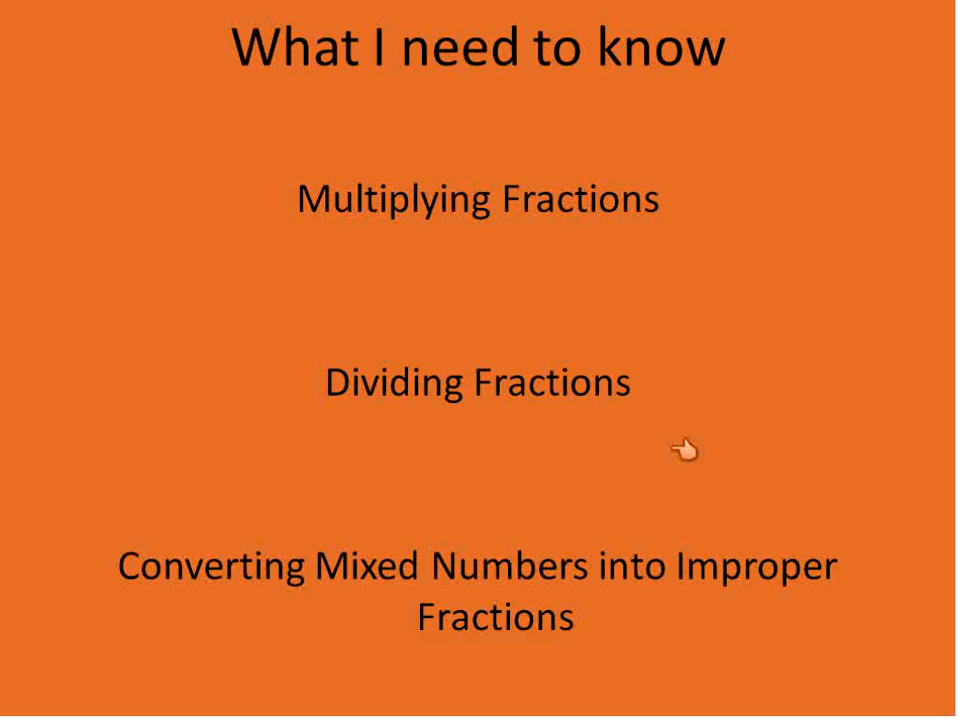 What I need to know
Multiplying Fractions
Dividing Fractions
Converting Mixed Numbers into Improper
Fractions